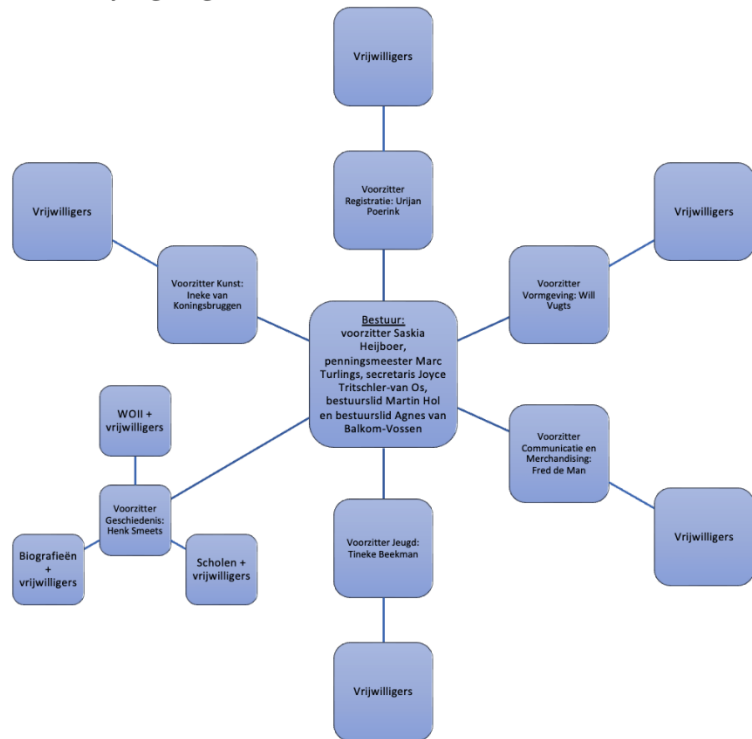 Vrijwilligers
Voorzitter
Registratie: Urijan
Poerink
Vrijwilligers
Voorzitter Kunst:
Ineke van
Koningsbruggen
Vrijwilligers
Voorzitter
Vormgeving: Will
Vugts
Bestuur:
voorzitter Saskia
Heijboer,
penningmeester Marc
Turlings, secretaris Joyce
Tritschler-van Os,
bestuurslid Martin Hol
en bestuurslid Agnes van
Balkom-Vossen
WOII +
vrijwilligers
Voorzitter
Geschiedenis:
Henk Smeets
Biografieën
+
vrijwilligers
Scholen +
vrijwilligers
Voorzitter
Communicatie en
Merchandising:
Fred de Man
Vrijwilligers
Voorzitter Jeugd:
Tineke Beekman
Vrijwilligers